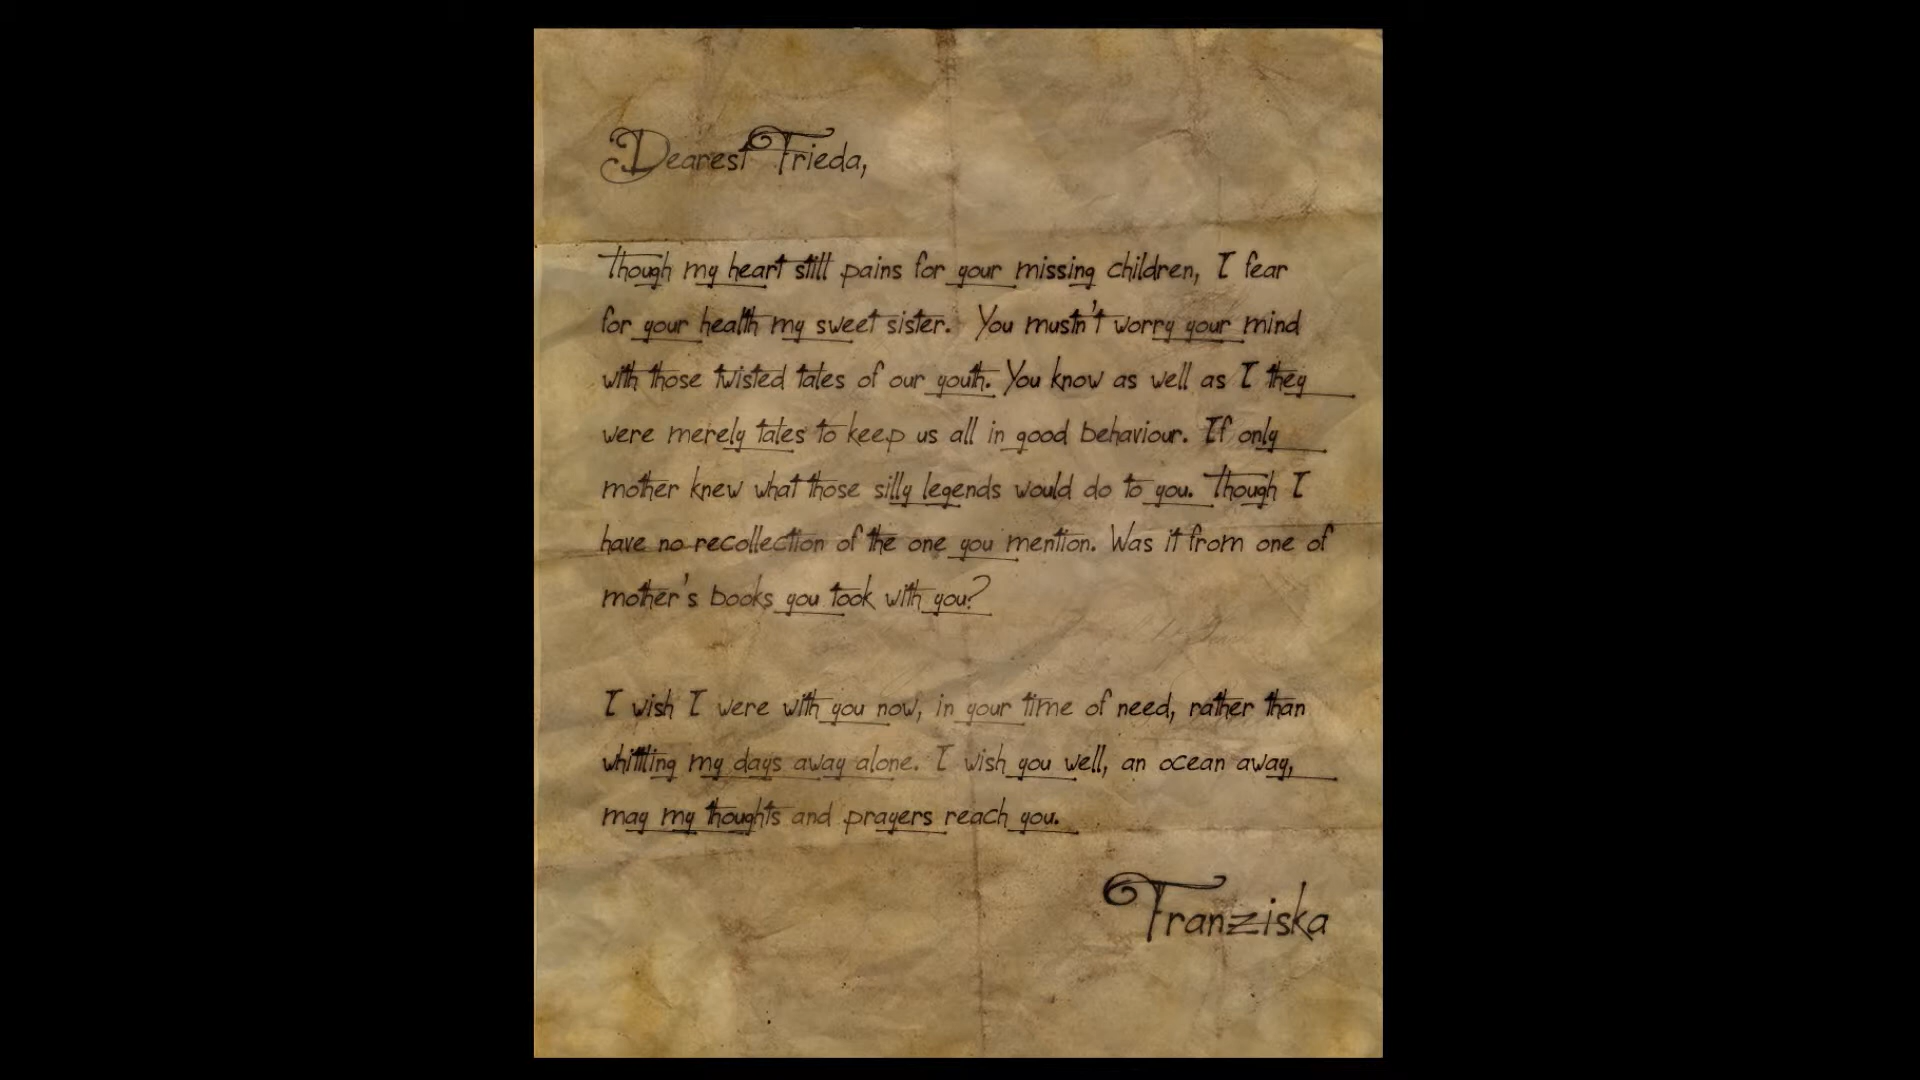 Dearest Frieda,
Though my heart still pains for your missing children, I fear
for your health my sweet sister. You mustn't worry your mind
with those twisted tales of our youth. You know as well as I they
were merely tales to keep us all in good behaviour. If only
mother knew what those silly legends would do to you. Though I
have no recollection of the one you mention. Was it from one of
mother's books you took with you?
I wish I were with you now, in your time of need, rather than
whittling my days away alone. I wish you well, an ocean away,
may my thoughts and prayers reach you.
Franziska